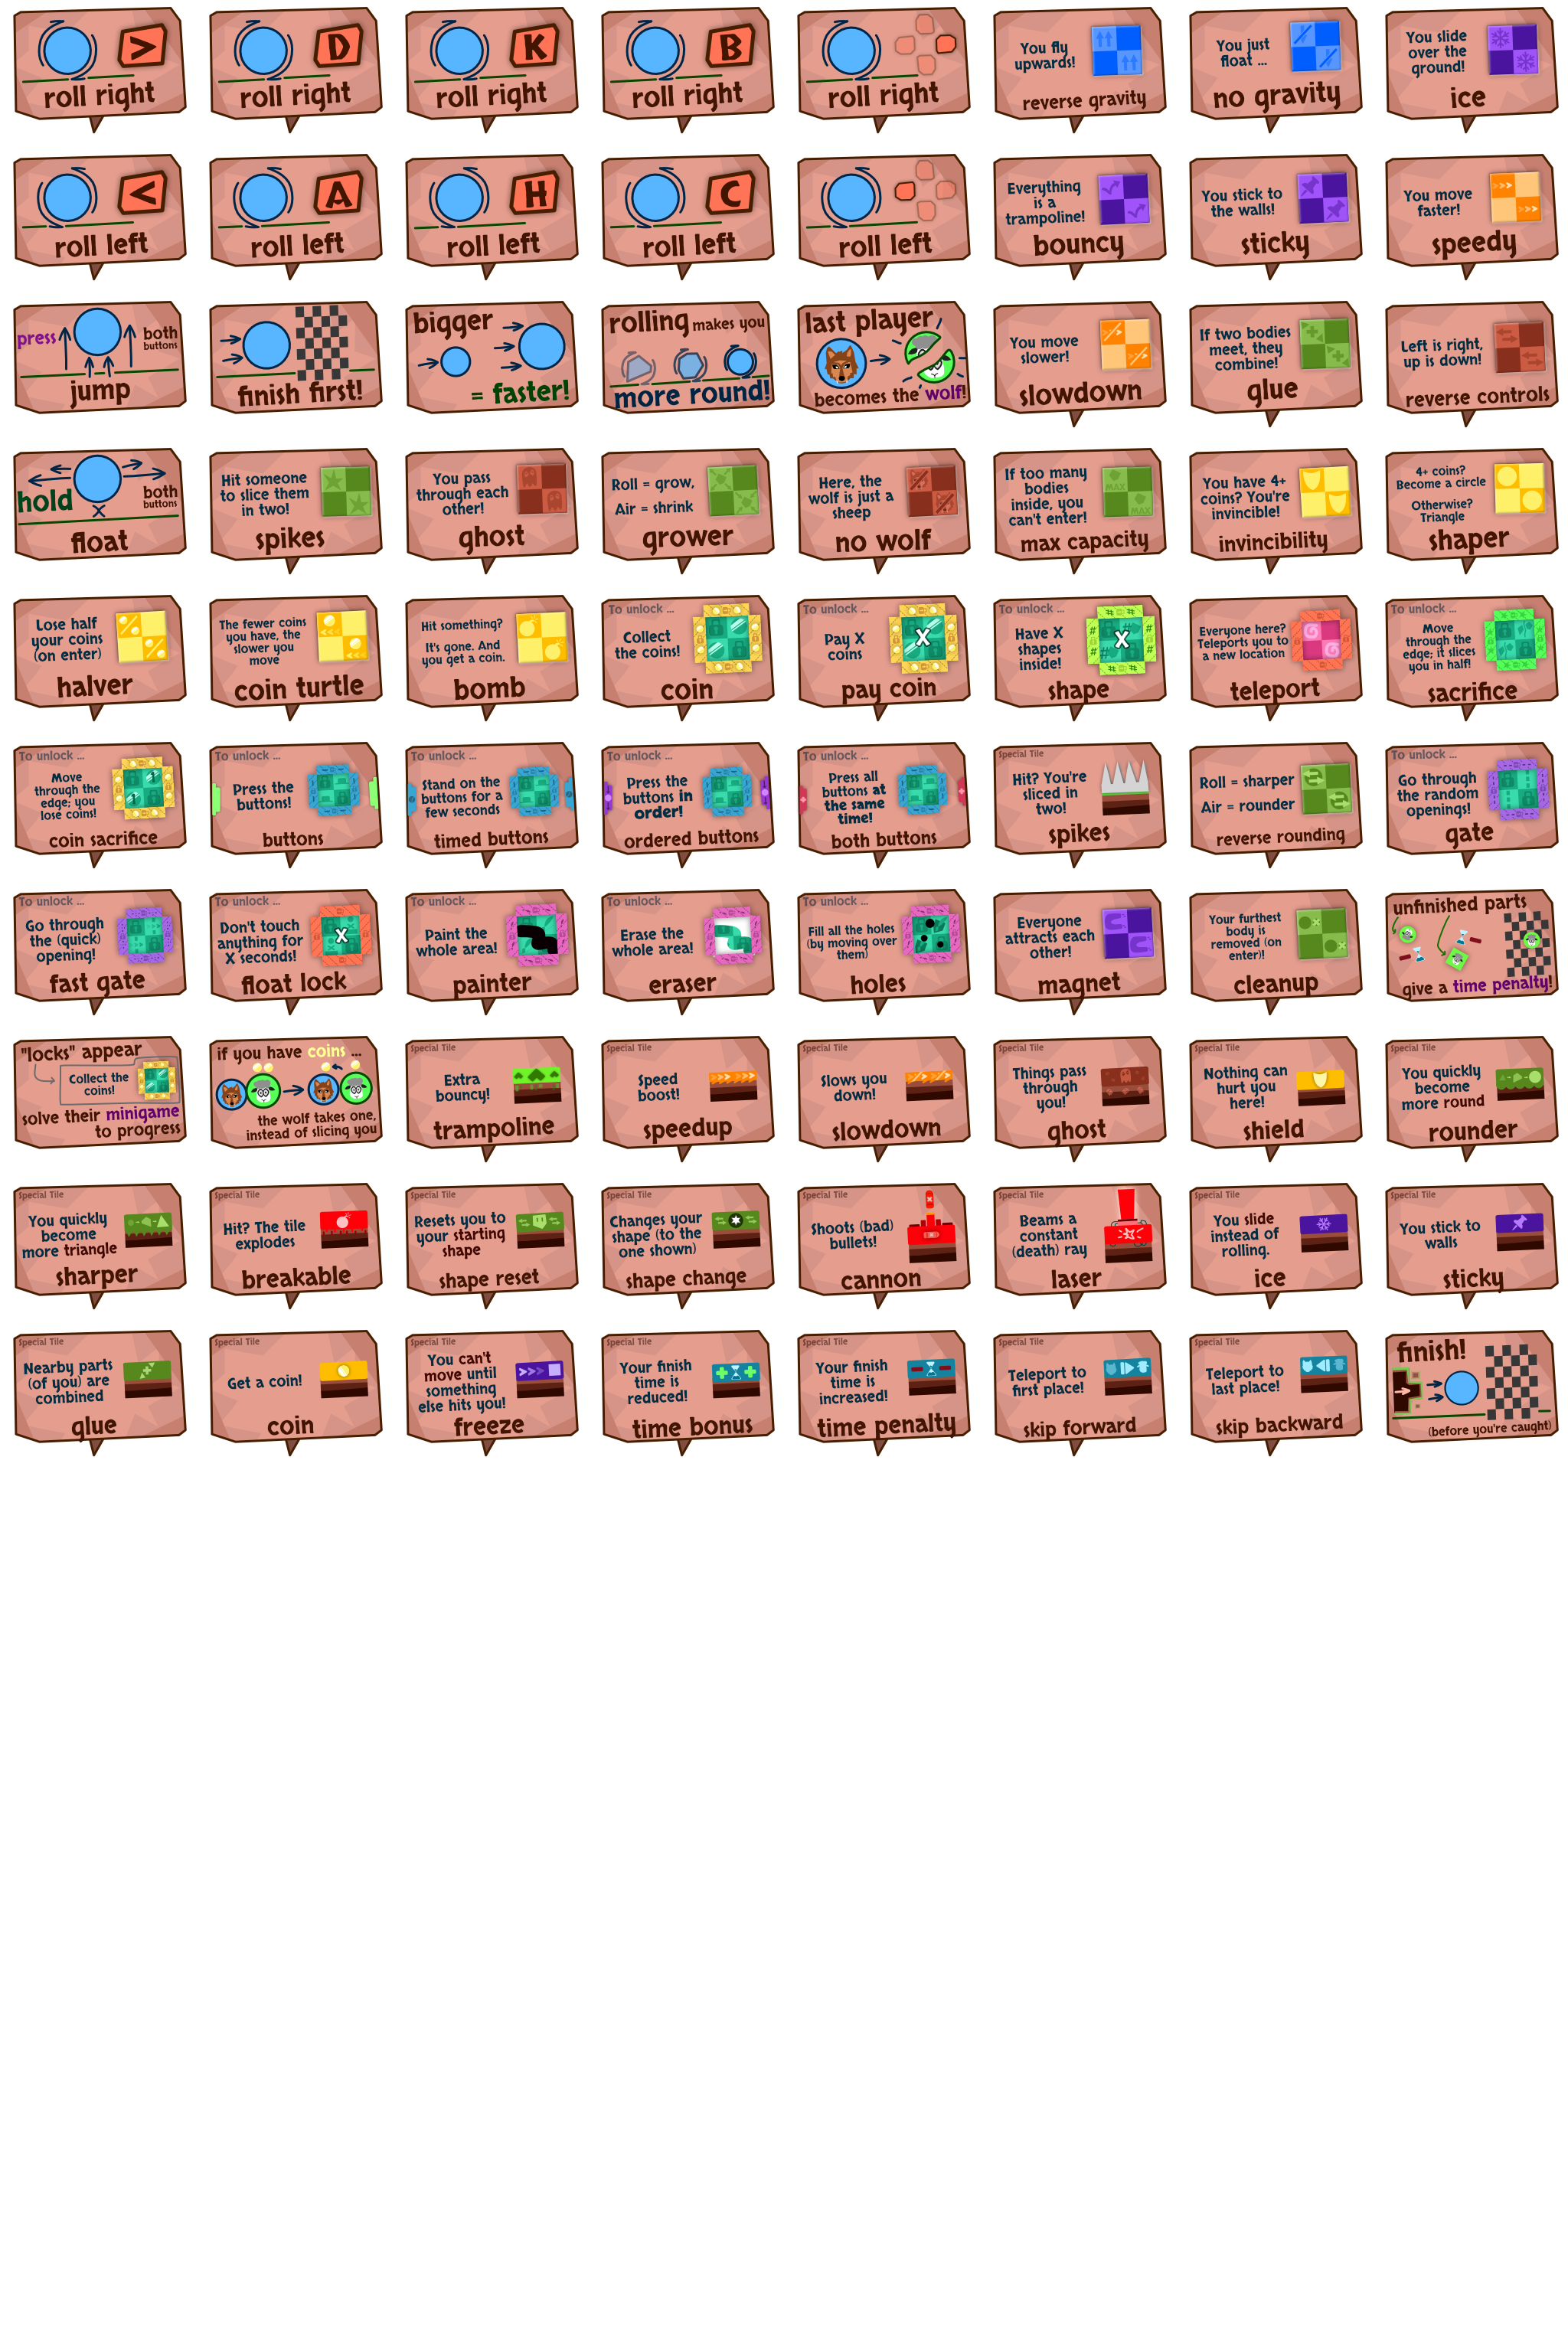 >
roll right
D
roll right
K
roll right
B
roll right
roll right
You fly
upwards!
reverse gravity
You just
float ...
no gravity
You slide
over the
ground!
ice
<
roll left
A
roll left
H
roll left
C
roll left
roll left
Everything
is a
trampoline!
bouncy
You stick to
the walls!
sticky
You move
faster!
speedy
press
both
buttons
jump
finish first!
bigger
= faster!
rolling makes you
more round!
last player
becomes the wolf!
You move
slower!
slowdown
If two bodies
meet, they
combine!
glue
Left is right,
up is down!
reverse controls
hold
X
both
buttons
float
Hit someone
to slice them
in two!
spikes
You pass
through each
other!
ghost
Roll = grow,
Air = shrink
grower
Here, the
wolf is just a
sheep
no wolf
If too many
bodies
inside, you
can't enter!
MAX
MAX
max capacity
You have 4+
coins? You're
invincible!
invincibility
4+ coins?
Become a circle
Otherwise?
Triangle
shaper
Lose half
your coins
(on enter)
halver
The fewer coins
you have, the
slower you
move
coin turtle
Hit something?
It's gone. And
you get a coin.
bomb
To unlock ...
Collect
the coins!
coin
To unlock ...
Pay X
coins
X
pay coin
To unlock ...
Have X
shapes
inside!
X
shape
Everyone here?
Teleports you to
a new location
teleport
To unlock ...
Move
through the
edge; it slices
you in half!
sacrifice
To unlock ...
Move
through the
edge; you
lose coins!
coin sacrifice
To unlock ...
Press the
buttons!
buttons
To unlock ...
Stand on the
buttons for a
few seconds
timed buttons
To unlock ...
Press the
buttons in
order!
ordered buttons
To unlock ...
Press all
buttons at
the same
time!
both buttons
Special Tile
Hit? You're
sliced in
two!
spikes
Roll = sharper
Air = rounder
reverse rounding
To unlock ...
Go through
the random
openings!
gate
To unlock ...
Go through
the (quick)
opening!
fast gate
To unlock ...
Don't touch
anything for
X seconds!
X
float lock
To unlock ...
Paint the
whole area!
painter
To unlock ...
Erase the
whole area!
eraser
To unlock ...
Fill all the holes
(by moving over
them)
holes
Everyone
attracts each
other!
magnet
Your furthest
body is
removed (on
enter)!
cleanup
unfinished parts
give a time penalty!
"locks" appear
Collect the
coins!
solve their minigame
to progress
if you have coins ...
the wolf takes one,
instead of slicing you
Special Tile
Extra
bouncy!
trampoline
Special Tile
Speed
boost!
speedup
Special Tile
Slows you
down!
slowdown
Special Tile
Things pass
through
you!
ghost
Special Tile
Nothing can
hurt you
here!
shield
Special Tile
You quickly
become
more round
rounder
Special Tile
You quickly
become
more triangle
sharper
Special Tile
Hit? The tile
explodes
breakable
Special Tile
Resets you to
your starting
shape
shape reset
Special Tile
Changes your
shape (to the
one shown)
shape change
Special Tile
Shoots (bad)
bullets!
cannon
Special Tile
Beams a
constant
(death) ray
laser
Special Tile
You slide
instead of
rolling.
ice
Special Tile
You stick to
walls
sticky
Special Tile
Nearby parts
(of you) are
combined
glue
Special Tile
Get a coin!
coin
Special Tile
You can't
move until
something
else hits you!
freeze
Special Tile
Your finish
time is
reduced!
time bonus
Special Tile
Your finish
time is
increased!
time penalty
Special Tile
Teleport to
first place!
skip forward
Special Tile
Teleport to
last place!
skip backward
finish!
(before you're caught)